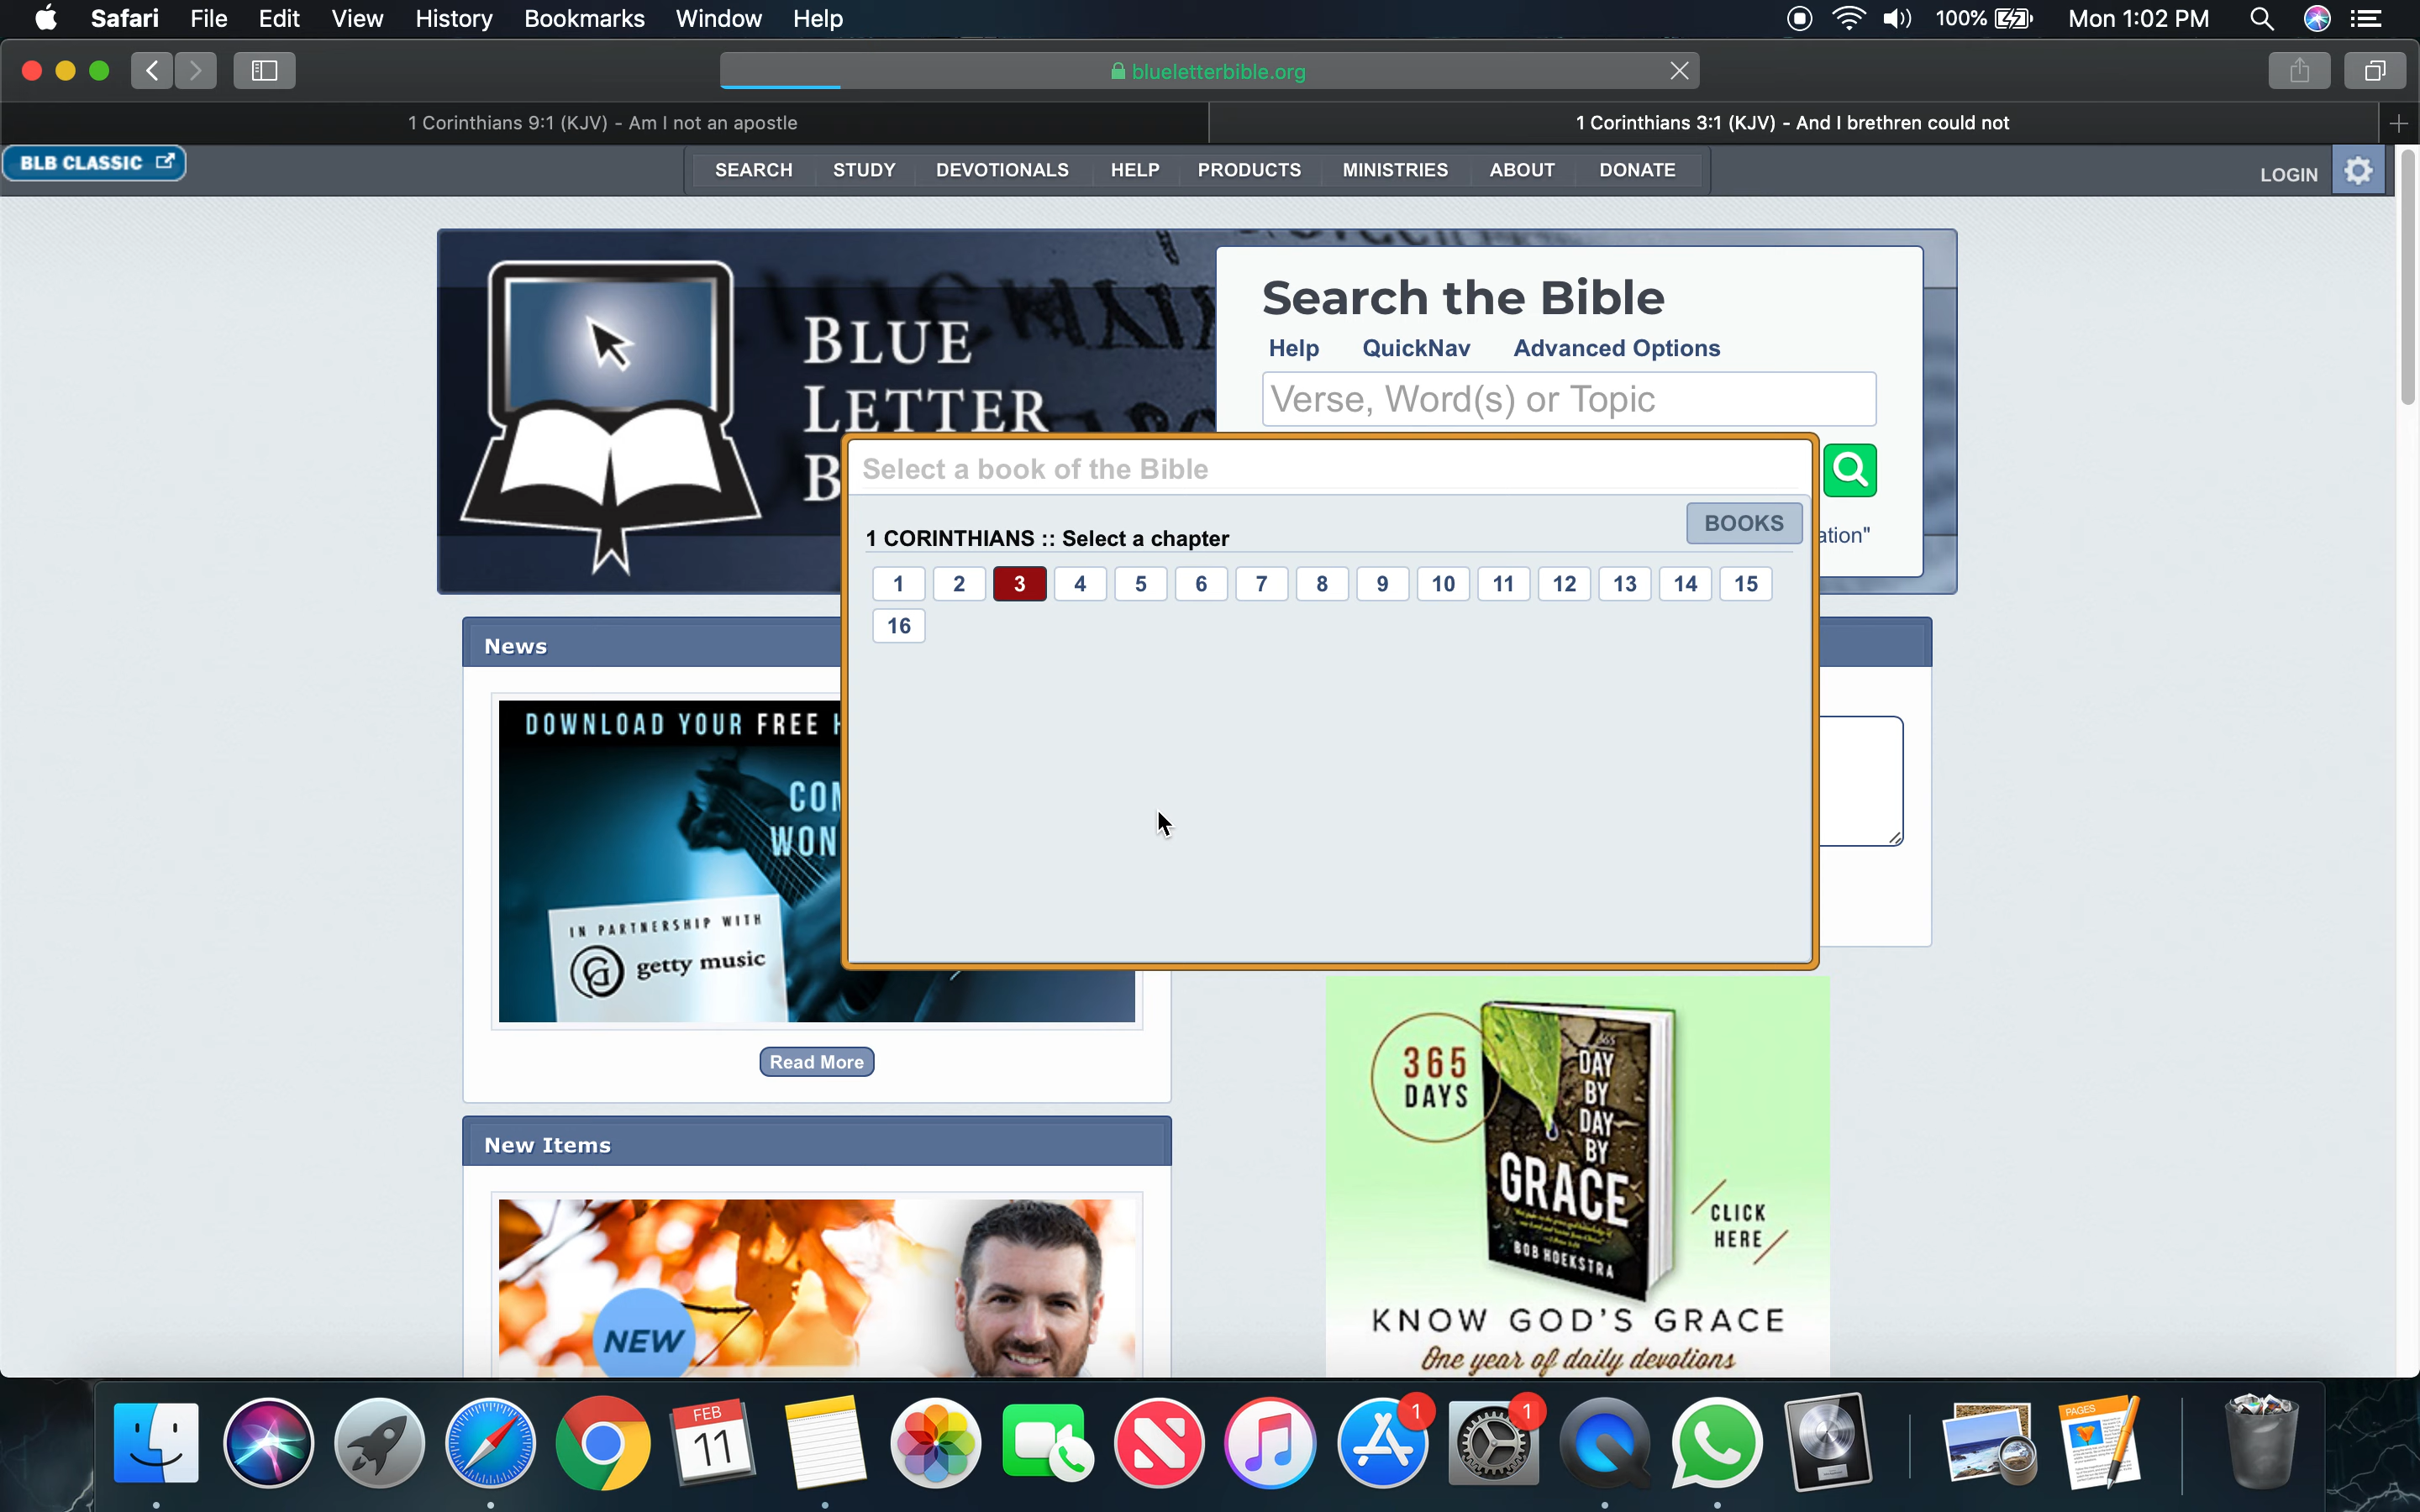 Safari File Edit View History Bookmarks Window Help 100% Mon 1:02 PM
blueletterbible.org
1 Corinthians 9:1 (KJV) - Am I not an apostle
1 Corinthians 3:1 (KJV) - And I brethren could not
BLB CLASSIC
SEARCH STUDY DEVOTIONALS HELP PRODUCTS MINISTRIES ABOUT DONATE
LOGIN
BLUE
LETTER
B
Search the Bible
Help QuickNav Advanced Options
Verse, Word(s) or Topic
ation"
Select a book of the Bible
BOOKS
1 CORINTHIANS :: Select a chapter
1 2 3 4 5 6 7 8 9 10 11 12 13 14 15
16
News
DOWNLOAD YOUR FREE
COM
WON
IN PARTNERSHIP WITH
G getty music
Read More
New Items
NEW
365
DAYS
365
DAY
BY
DAY
BY
GRACE
BOB HOEKSTRA
CLICK
HERE
KNOW GOD'S GRACE
One year of daily devotions
FEB
11
1
1
PAGES